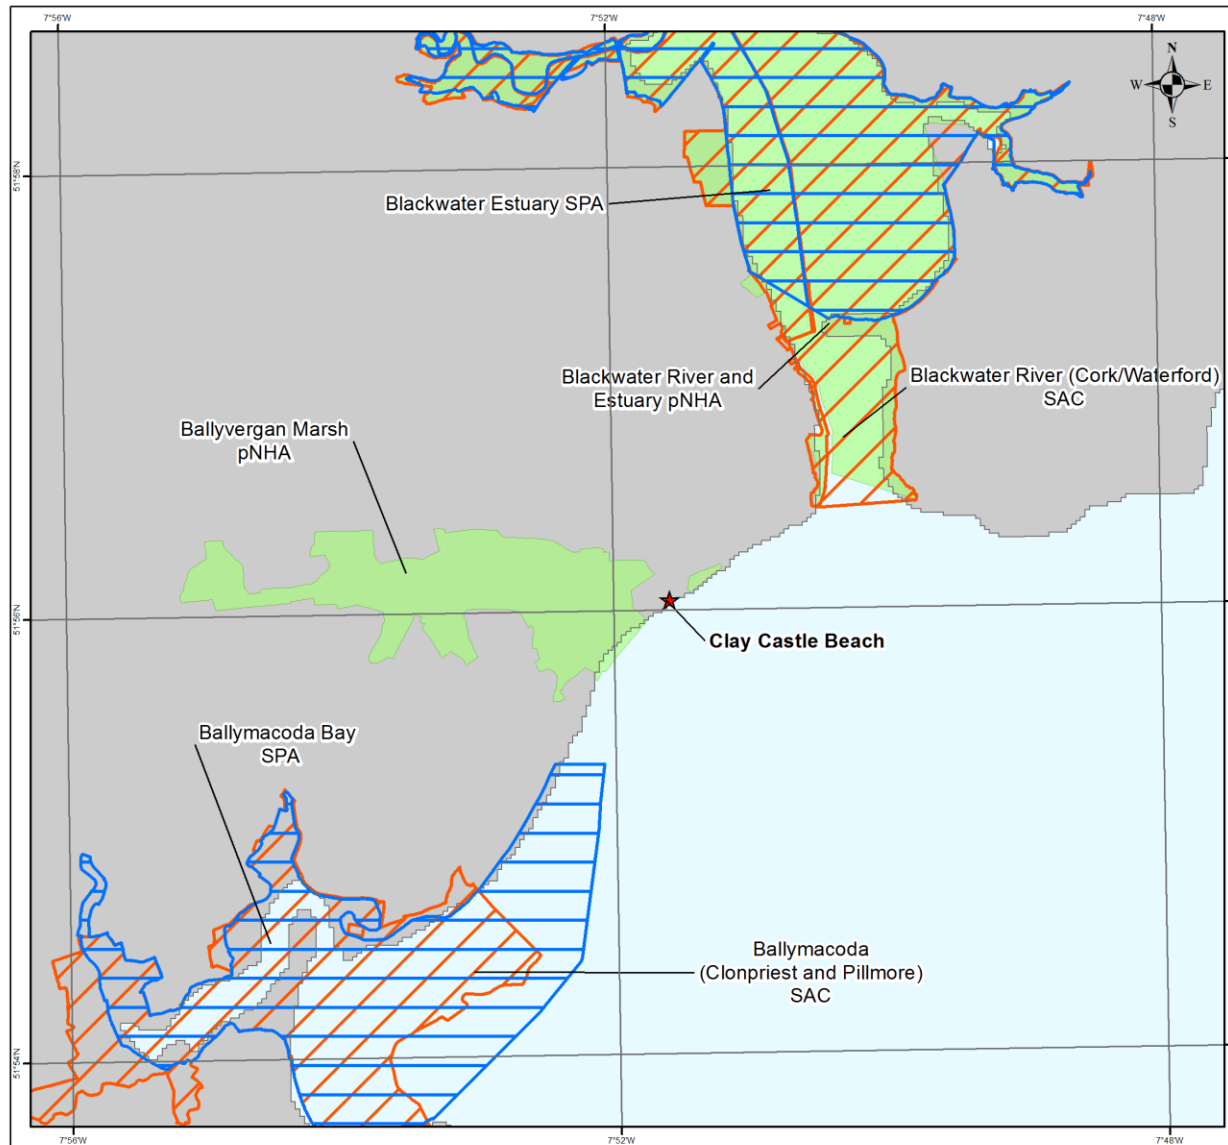 7°56'W
7°52'W
7°48'W
N
W
E
S
51°58'N
Blackwater Estuary SPA
Blackwater River and
Estuary pNHA
Blackwater River (Cork/Waterford)
SAC
Ballyvergan Marsh
pNHA
51°56'N
Clay Castle Beach
Ballymacoda Bay
SPA
Ballymacoda
(Clonpriest and Pillmore)
SAC
51°54'N
7°56'W
7°52'W
7°48'W